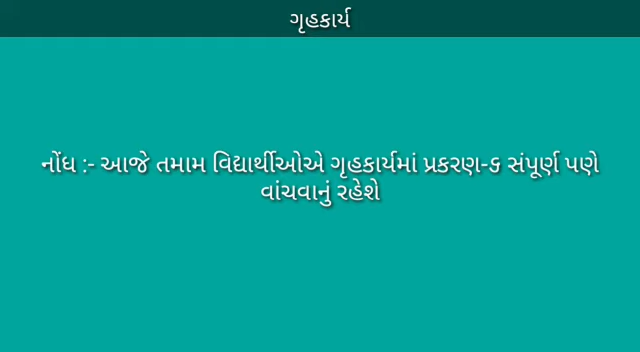 ગૃહકાર્ય
નોંધ :- આજે તમામ વિદ્યાર્થીઓએ ગૃહકાર્યમાં પ્રકરણ-૬ સંપૂર્ણ પણે
વાંચવાનું રહેશે